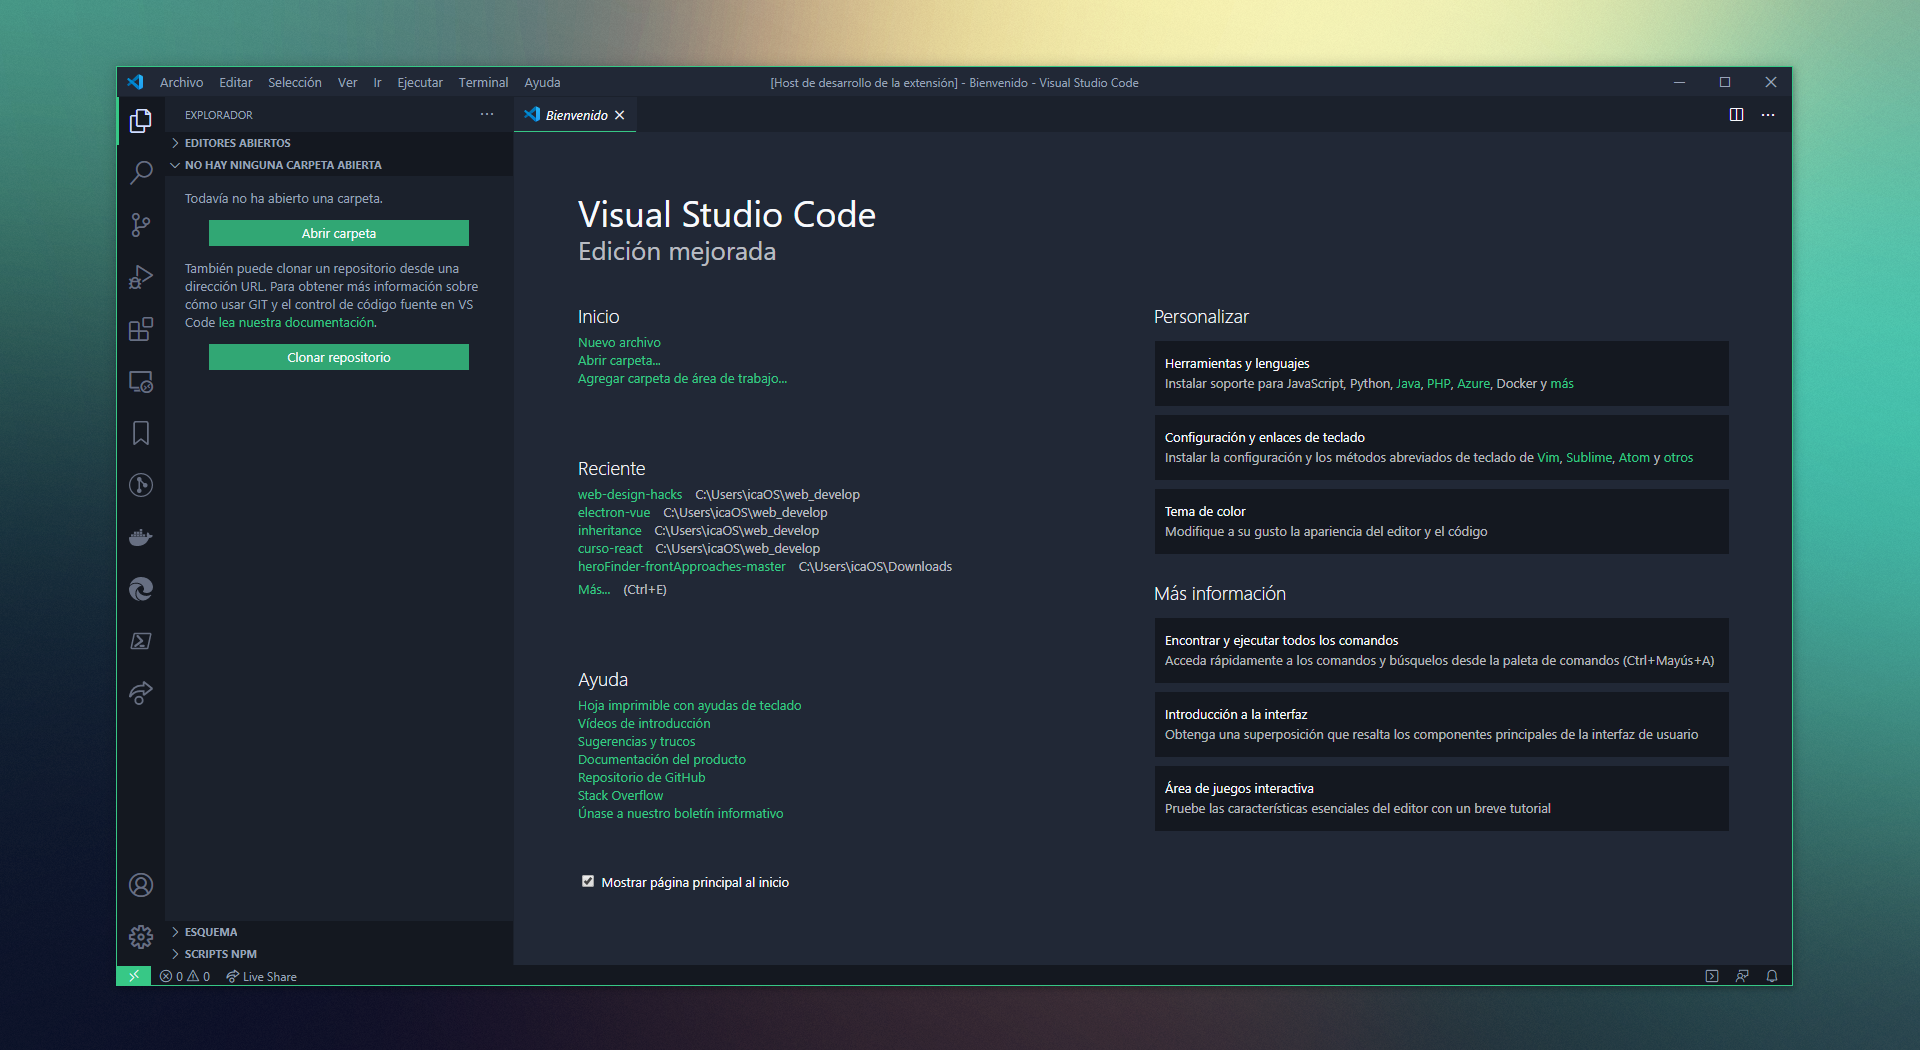 Archivo Editar Selección Ver Ir Ejecutar Terminal Ayuda
[Host de desarrollo de la extensión] - Bienvenido - Visual Studio Code
EXPLORADOR
EDITORES ABIERTOS
NO HAY NINGUNA CARPETA ABIERTA
Todavía no ha abierto una carpeta.
Abrir carpeta
También puede clonar un repositorio desde una
dirección URL. Para obtener más información sobre
cómo usar GIT y el control de código fuente en VS
Code lea nuestra documentación.
Clonar repositorio
ESQUEMA
SCRIPTS NPM
Bienvenido
Visual Studio Code
Edición mejorada
Inicio
Nuevo archivo
Abrir carpeta...
Agregar carpeta de área de trabajo...
Reciente
web-design-hacks C:\Users\icaOS\web_develop
electron-vue C:\Users\icaOS\web_develop
inheritance C:\Users\icaOS\web_develop
curso-react C:\Users\icaOS\web_develop
heroFinder-frontApproaches-master C:\Users\icaOS\Downloads
Más... (Ctrl+E)
Ayuda
Hoja imprimible con ayudas de teclado
Vídeos de introducción
Sugerencias y trucos
Documentación del producto
Repositorio de GitHub
Stack Overflow
Únase a nuestro boletín informativo
Mostrar página principal al inicio
Personalizar
Herramientas y lenguajes
Instalar soporte para JavaScript, Python, Java, PHP, Azure, Docker y más
Configuración y enlaces de teclado
Instalar la configuración y los métodos abreviados de teclado de Vim, Sublime, Atom y otros
Tema de color
Modifique a su gusto la apariencia del editor y el código
Más información
Encontrar y ejecutar todos los comandos
Acceda rápidamente a los comandos y búsquelos desde la paleta de comandos (Ctrl+Mayús+A)
Introducción a la interfaz
Obtenga una superposición que resalta los componentes principales de la interfaz de usuario
Área de juegos interactiva
Pruebe las características esenciales del editor con un breve tutorial
0 0 Live Share